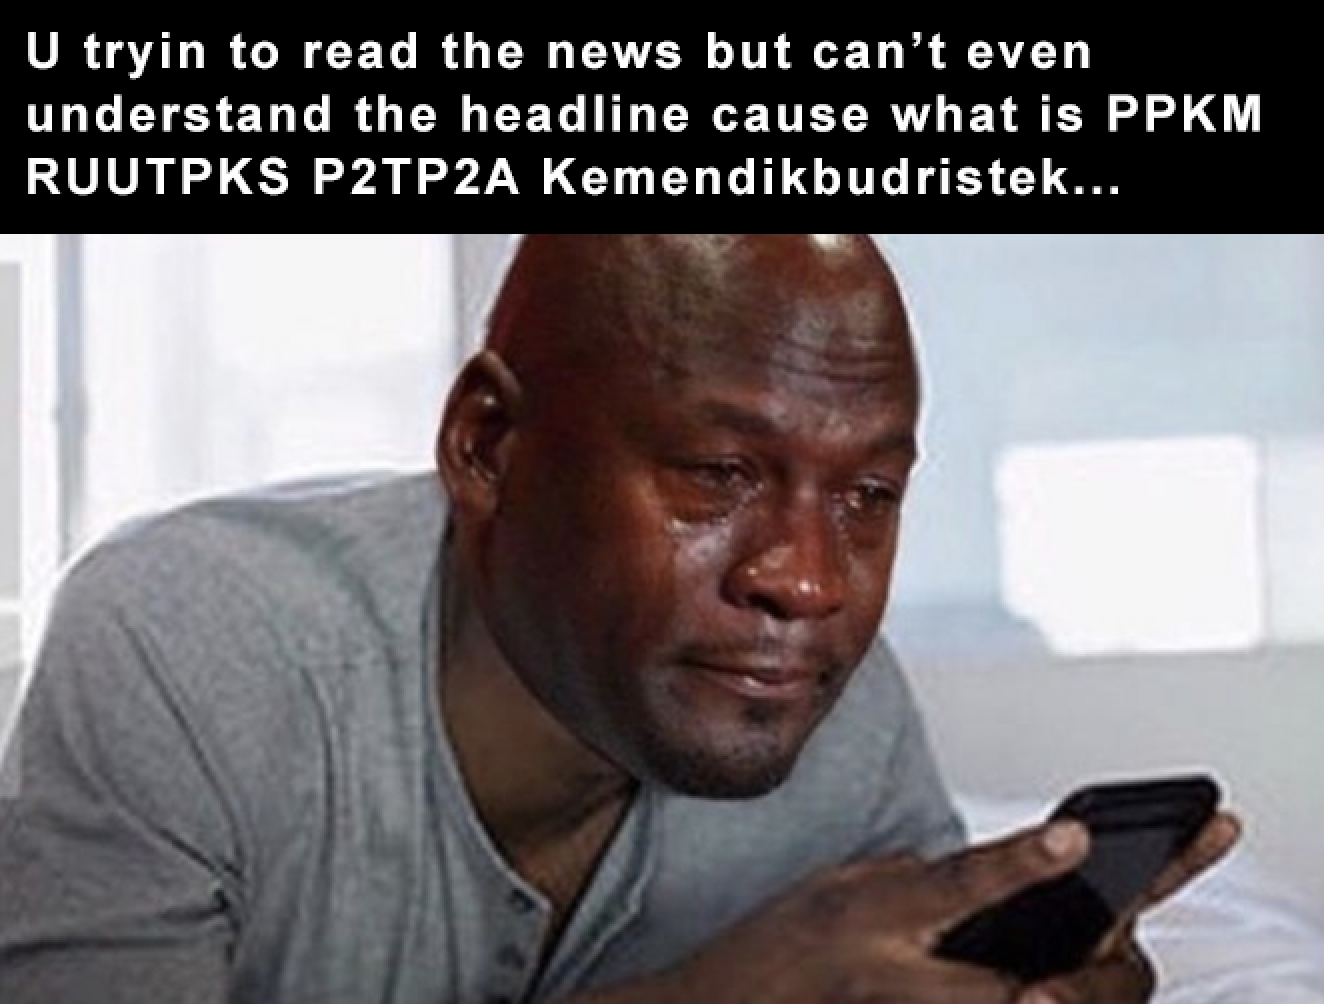 U tryin to read the news but can’t even
understand the headline cause what is PPKM
RUUTPKS P2TP2A Kemendikbudristek...